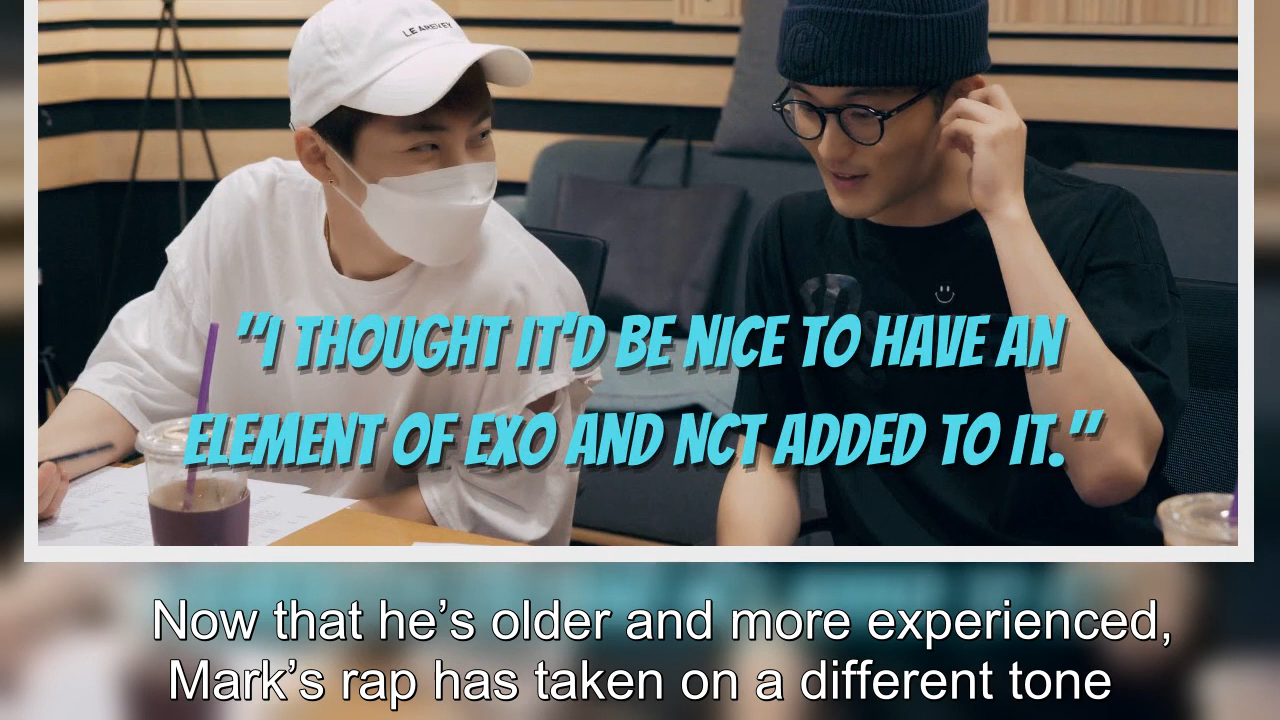 "I THOUGHT IT'D BE NICE TO HAVE AN
ELEMENT OF EXO AND NCT ADDED TO IT."
Now that he’s older and more experienced,
Mark’s rap has taken on a different tone